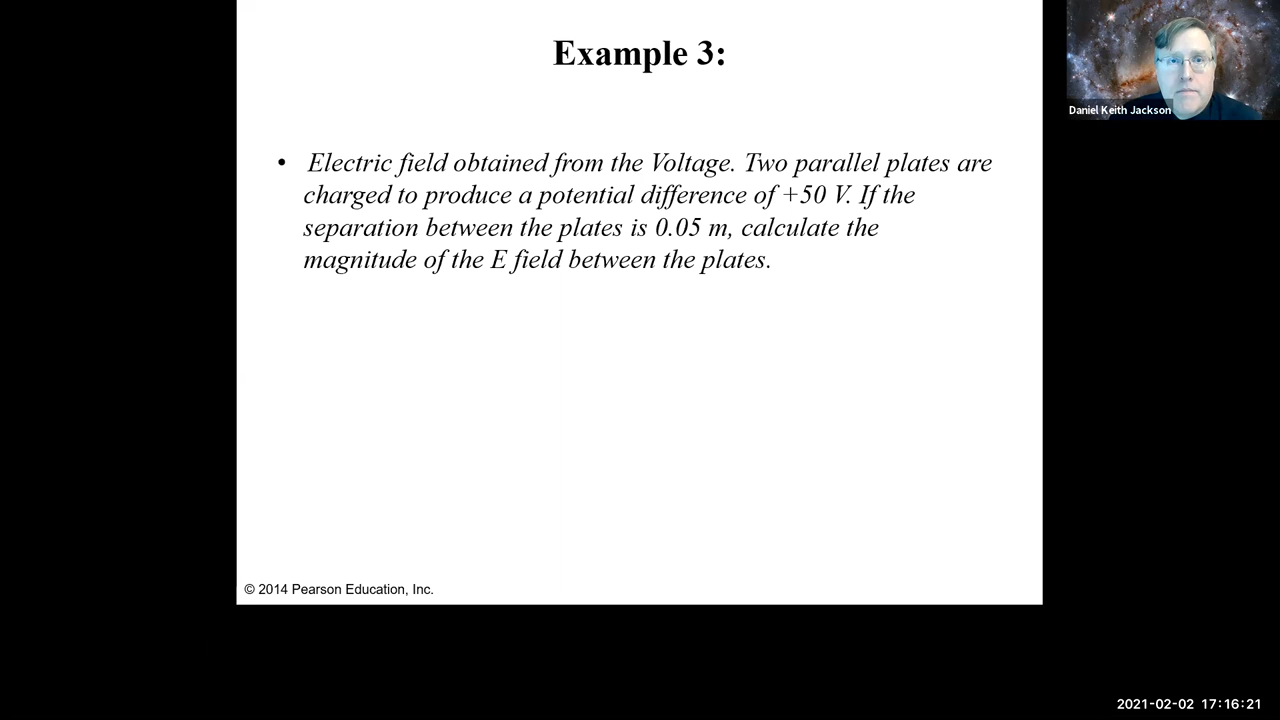 Example 3:
Daniel Keith Jackson
• Electric field obtained from the Voltage. Two parallel plates are
charged to produce a potential difference of +50 V. If the
separation between the plates is 0.05 m, calculate the
magnitude of the E field between the plates.
© 2014 Pearson Education, Inc.
2021-02-02 17:16:21